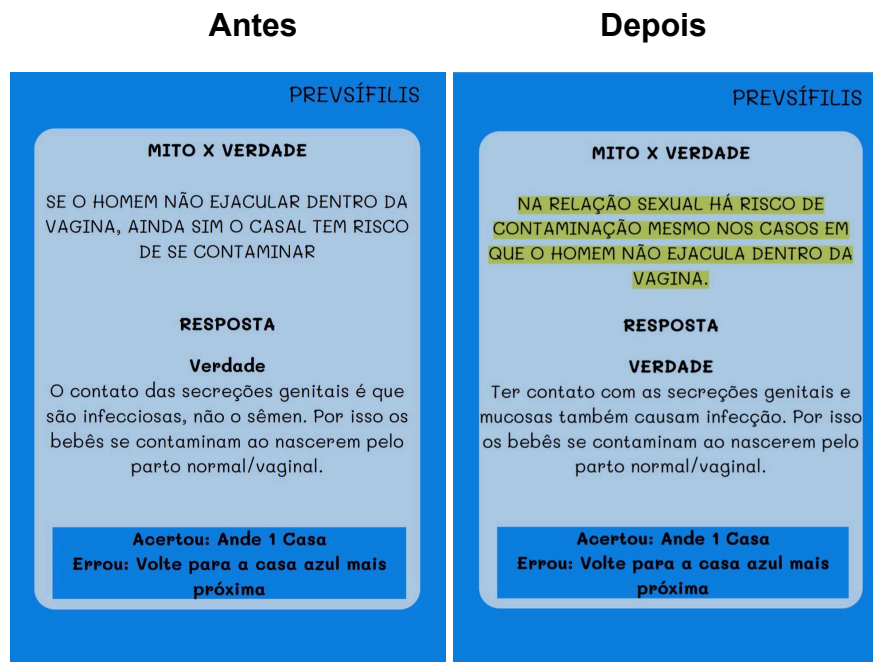 Antes
PREVSÍFILIS
MITO X VERDADE
SE O HOMEM NÃO EJACULAR DENTRO DA
VAGINA, AINDA SIM O CASAL TEM RISCO
DE SE CONTAMINAR
RESPOSTA
Verdade
O contato das secreções genitais é que
são infecciosas, não o sêmen. Por isso os
bebês se contaminam ao nascerem pelo
parto normal/vaginal.
Acertou: Ande 1 Casa
Errou: Volte para a casa azul mais
próxima
Depois
PREVSÍFILIS
MITO X VERDADE
NA RELAÇÃO SEXUAL HÁ RISCO DE
CONTAMINAÇÃO MESMO NOS CASOS EM
QUE O HOMEM NÃO EJACULA DENTRO DA
VAGINA.
RESPOSTA
VERDADE
Ter contato com as secreções genitais e
mucosas também causam infecção. Por isso
os bebês se contaminam ao nascerem pelo
parto normal/vaginal.
Acertou: Ande 1 Casa
Errou: Volte para a casa azul mais
próxima